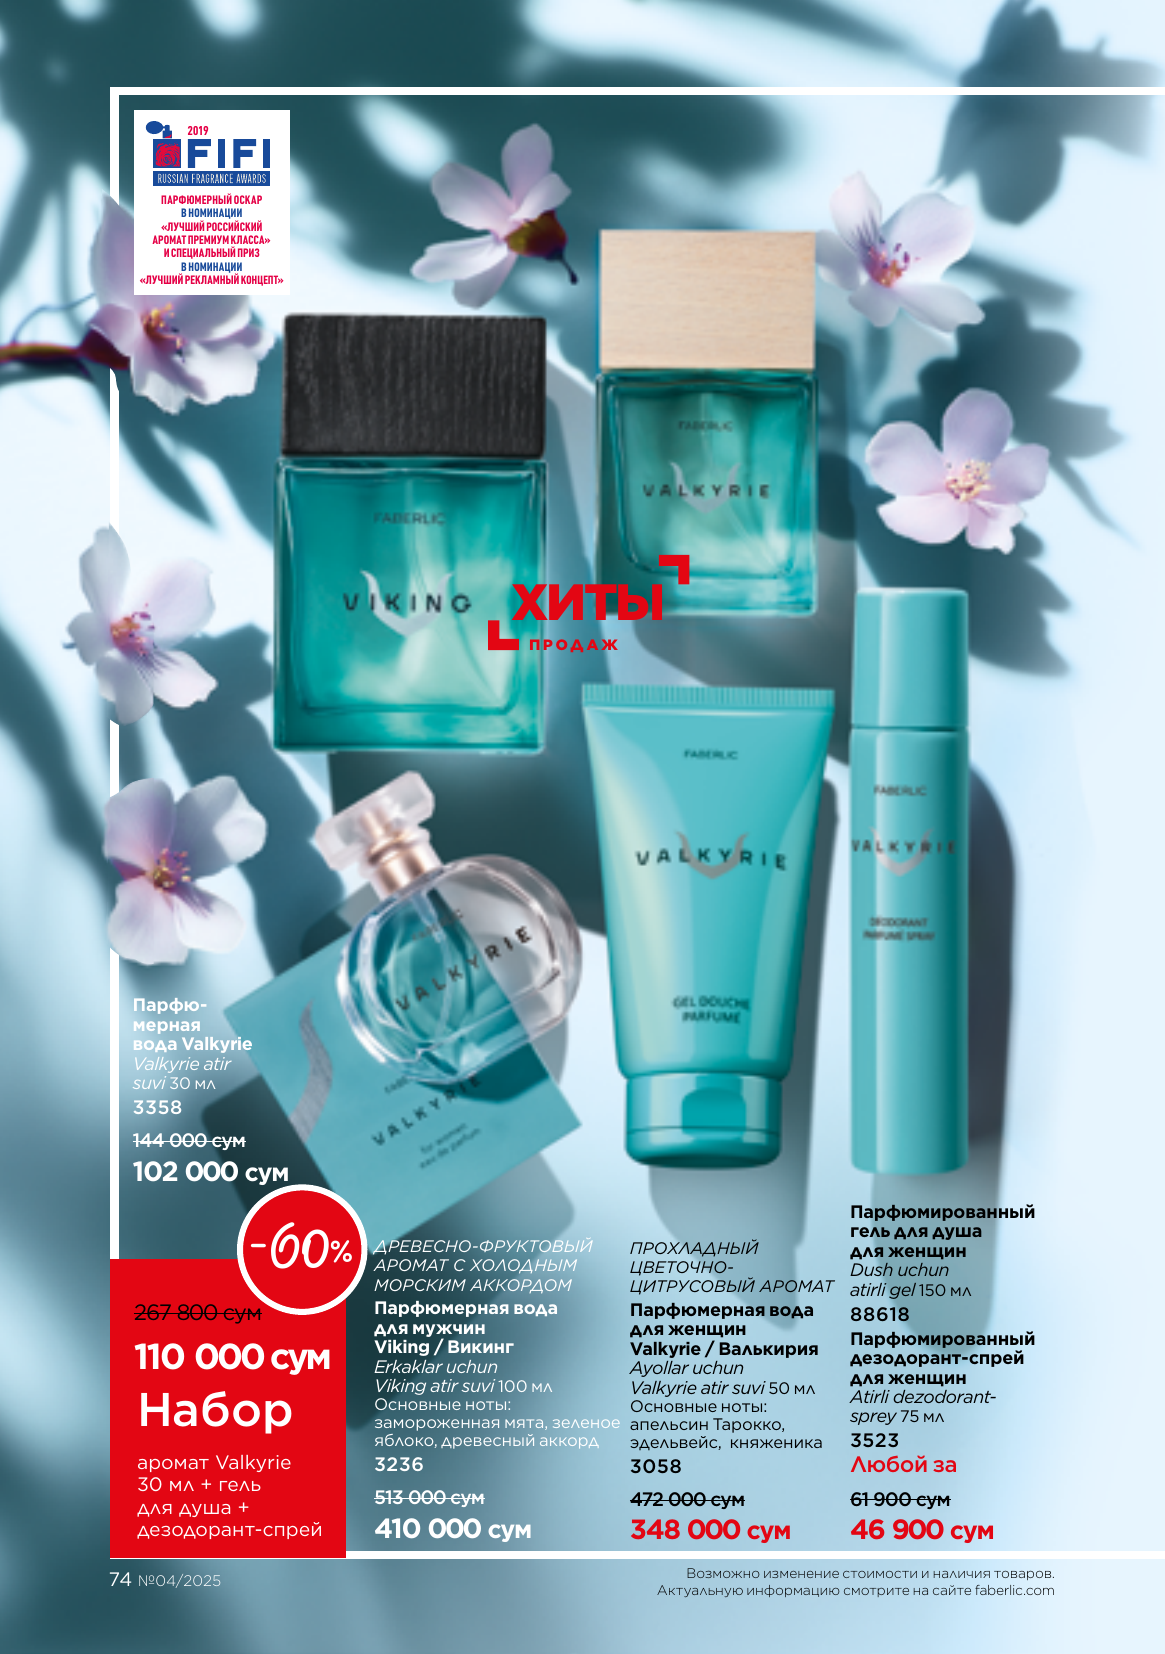 2019
FIFI
RUSSIAN FRAGRANCE AWARDS
ПАРФЮМЕРНЫЙ ОСКАР
В НОМИНАЦИИ
«ЛУЧШИЙ РОССИЙСКИЙ
АРОМАТ ПРЕМИУМ КЛАССА»
И СПЕЦИАЛЬНЫЙ ПРИЗ
В НОМИНАЦИИ
«ЛУЧШИЙ РЕКЛАМНЫЙ КОНЦЕПТ»
FABERLIC
VALKYRIE
FABERLIC
VIKING
ХИТЫ
ПРОДАЖ
FABERLIC
VALKYRIE
GEL DOUCHE
PARFUME
FABERLIC
VALKYRIE
DEODORANT
PARFUME SPRAY
VALKYRIE
VALKYRIE
for women
eau de parfum
Парфю-
мерная
вода Valkyrie
Valkyrie atir
suvi 30 мл
3358
144 000 сум
102 000 сум
-60%
267 800 сум
110 000 сум
Набор
аромат Valkyrie
30 мл + гель
для душа +
дезодорант-спрей
ДРЕВЕСНО-ФРУКТОВЫЙ
АРОМАТ С ХОЛОДНЫМ
МОРСКИМ АККОРДОМ
Парфюмерная вода
для мужчин
Viking / Викинг
Erkaklar uchun
Viking atir suvi 100 мл
Основные ноты:
замороженная мята, зеленое
яблоко, древесный аккорд
3236
513 000 сум
410 000 сум
ПРОХЛАДНЫЙ
ЦВЕТОЧНО-
ЦИТРУСОВЫЙ АРОМАТ
Парфюмерная вода
для женщин
Valkyrie / Валькирия
Ayollar uchun
Valkyrie atir suvi 50 мл
Основные ноты:
апельсин Тарокко,
эдельвейс, княженика
3058
472 000 сум
348 000 сум
Парфюмированный
гель для душа
для женщин
Dush uchun
atirli gel 150 мл
88618
Парфюмированный
дезодорант-спрей
для женщин
Atirli dezodorant-
sprey 75 мл
3523
Любой за
61 900 сум
46 900 сум
74 №04/2025
Возможно изменение стоимости и наличия товаров.
Актуальную информацию смотрите на сайте faberlic.com